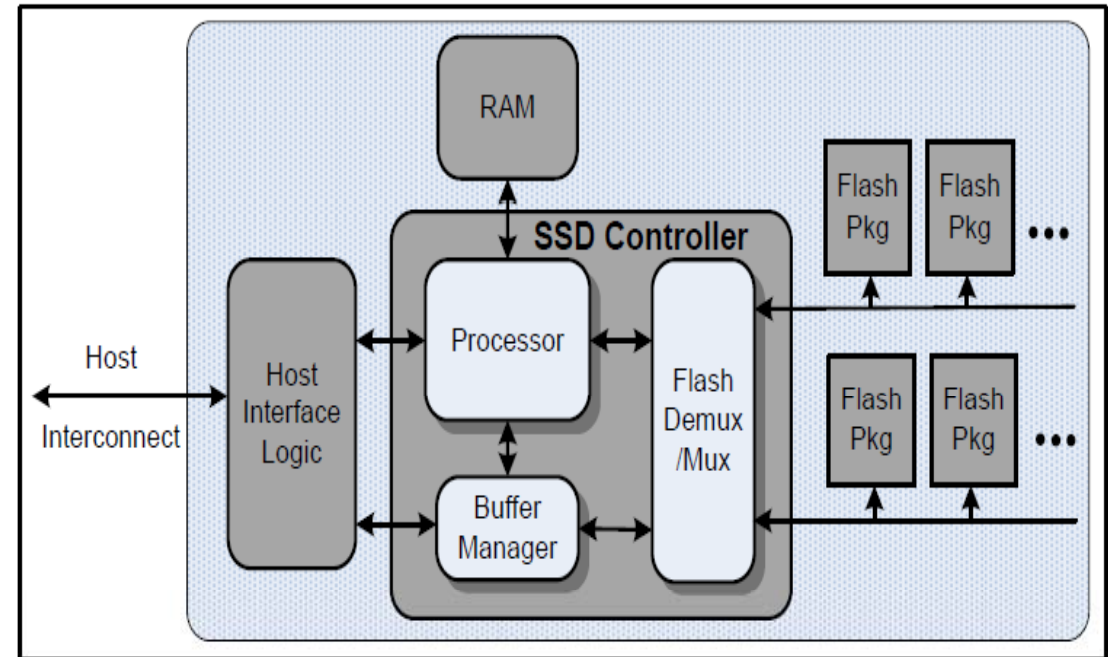 RAM
SSD Controller
Flash
Pkg
Flash
Pkg
...
Host
Interconnect
Host
Interface
Logic
Processor
Buffer
Manager
Flash
Demux
/Mux
Flash
Pkg
Flash
Pkg
...